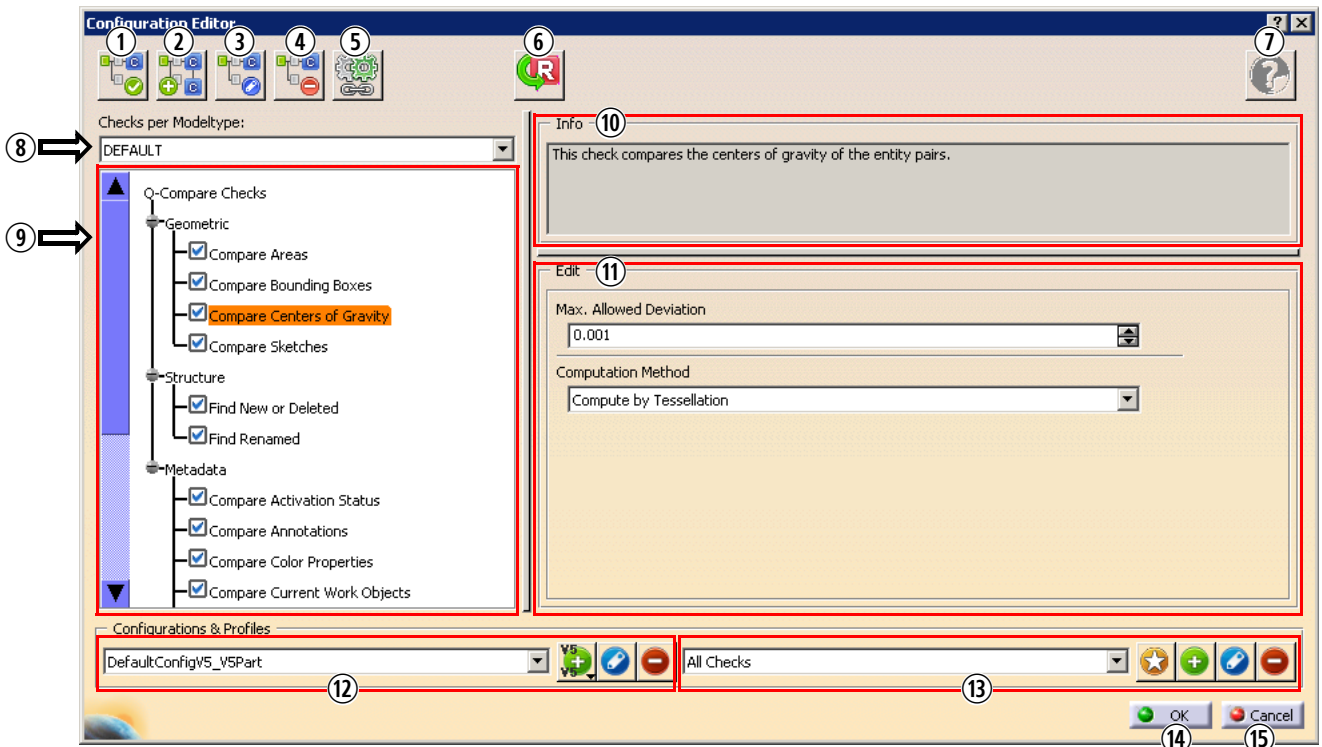 Configuration Editor
? X
① ② ③ ④ ⑤ ⑥ ⑦
C C C C C R ?
Checks per Modeltype:
⑧ DEFAULT
⑨
Q-Compare Checks
Geometric
Compare Areas
Compare Bounding Boxes
Compare Centers of Gravity
Compare Sketches
Structure
Find New or Deleted
Find Renamed
Metadata
Compare Activation Status
Compare Annotations
Compare Color Properties
Compare Current Work Objects
Info ⑩
This check compares the centers of gravity of the entity pairs.
Edit ⑪
Max. Allowed Deviation
0.001
Computation Method
Compute by Tessellation
Configurations & Profiles
DefaultConfigV5_V5Part
V5
V5
⑫
All Checks
⑬
OK
Cancel
⑭ ⑮